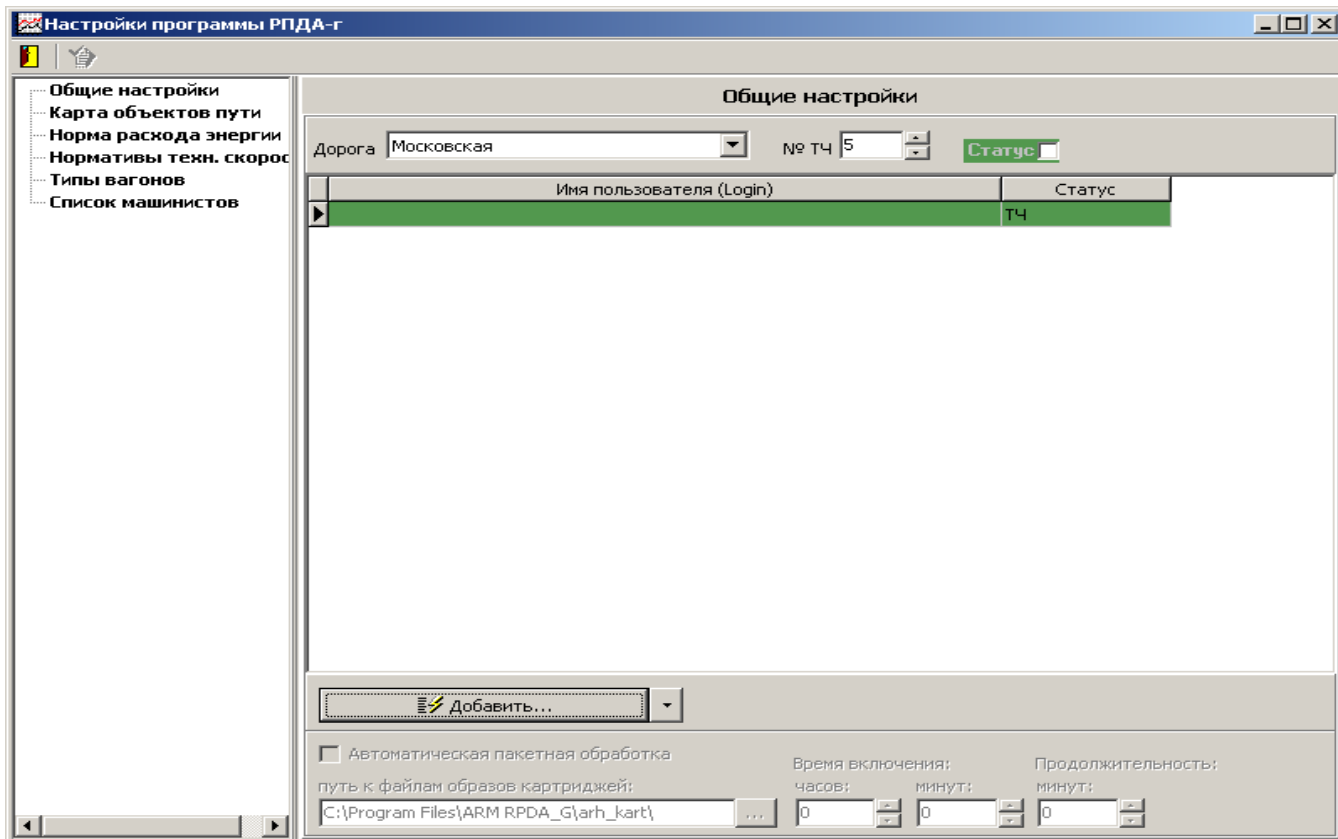 Настройки программы РПДА-г
Общие настройки
Карта объектов пути
Норма расхода энергии
Нормативы техн. скорос
Типы вагонов
Список машинистов
Общие настройки
Дорога Московская № ТЧ 5 Статус
Имя пользователя (Login) Статус
ТЧ
Добавить...
Автоматическая пакетная обработка
Время включения: Продолжительность:
путь к файлам образов картриджей: часов: минут: минут:
C:\Program Files\ARM RPDA_G\arh_kart\ ... 0 0 0